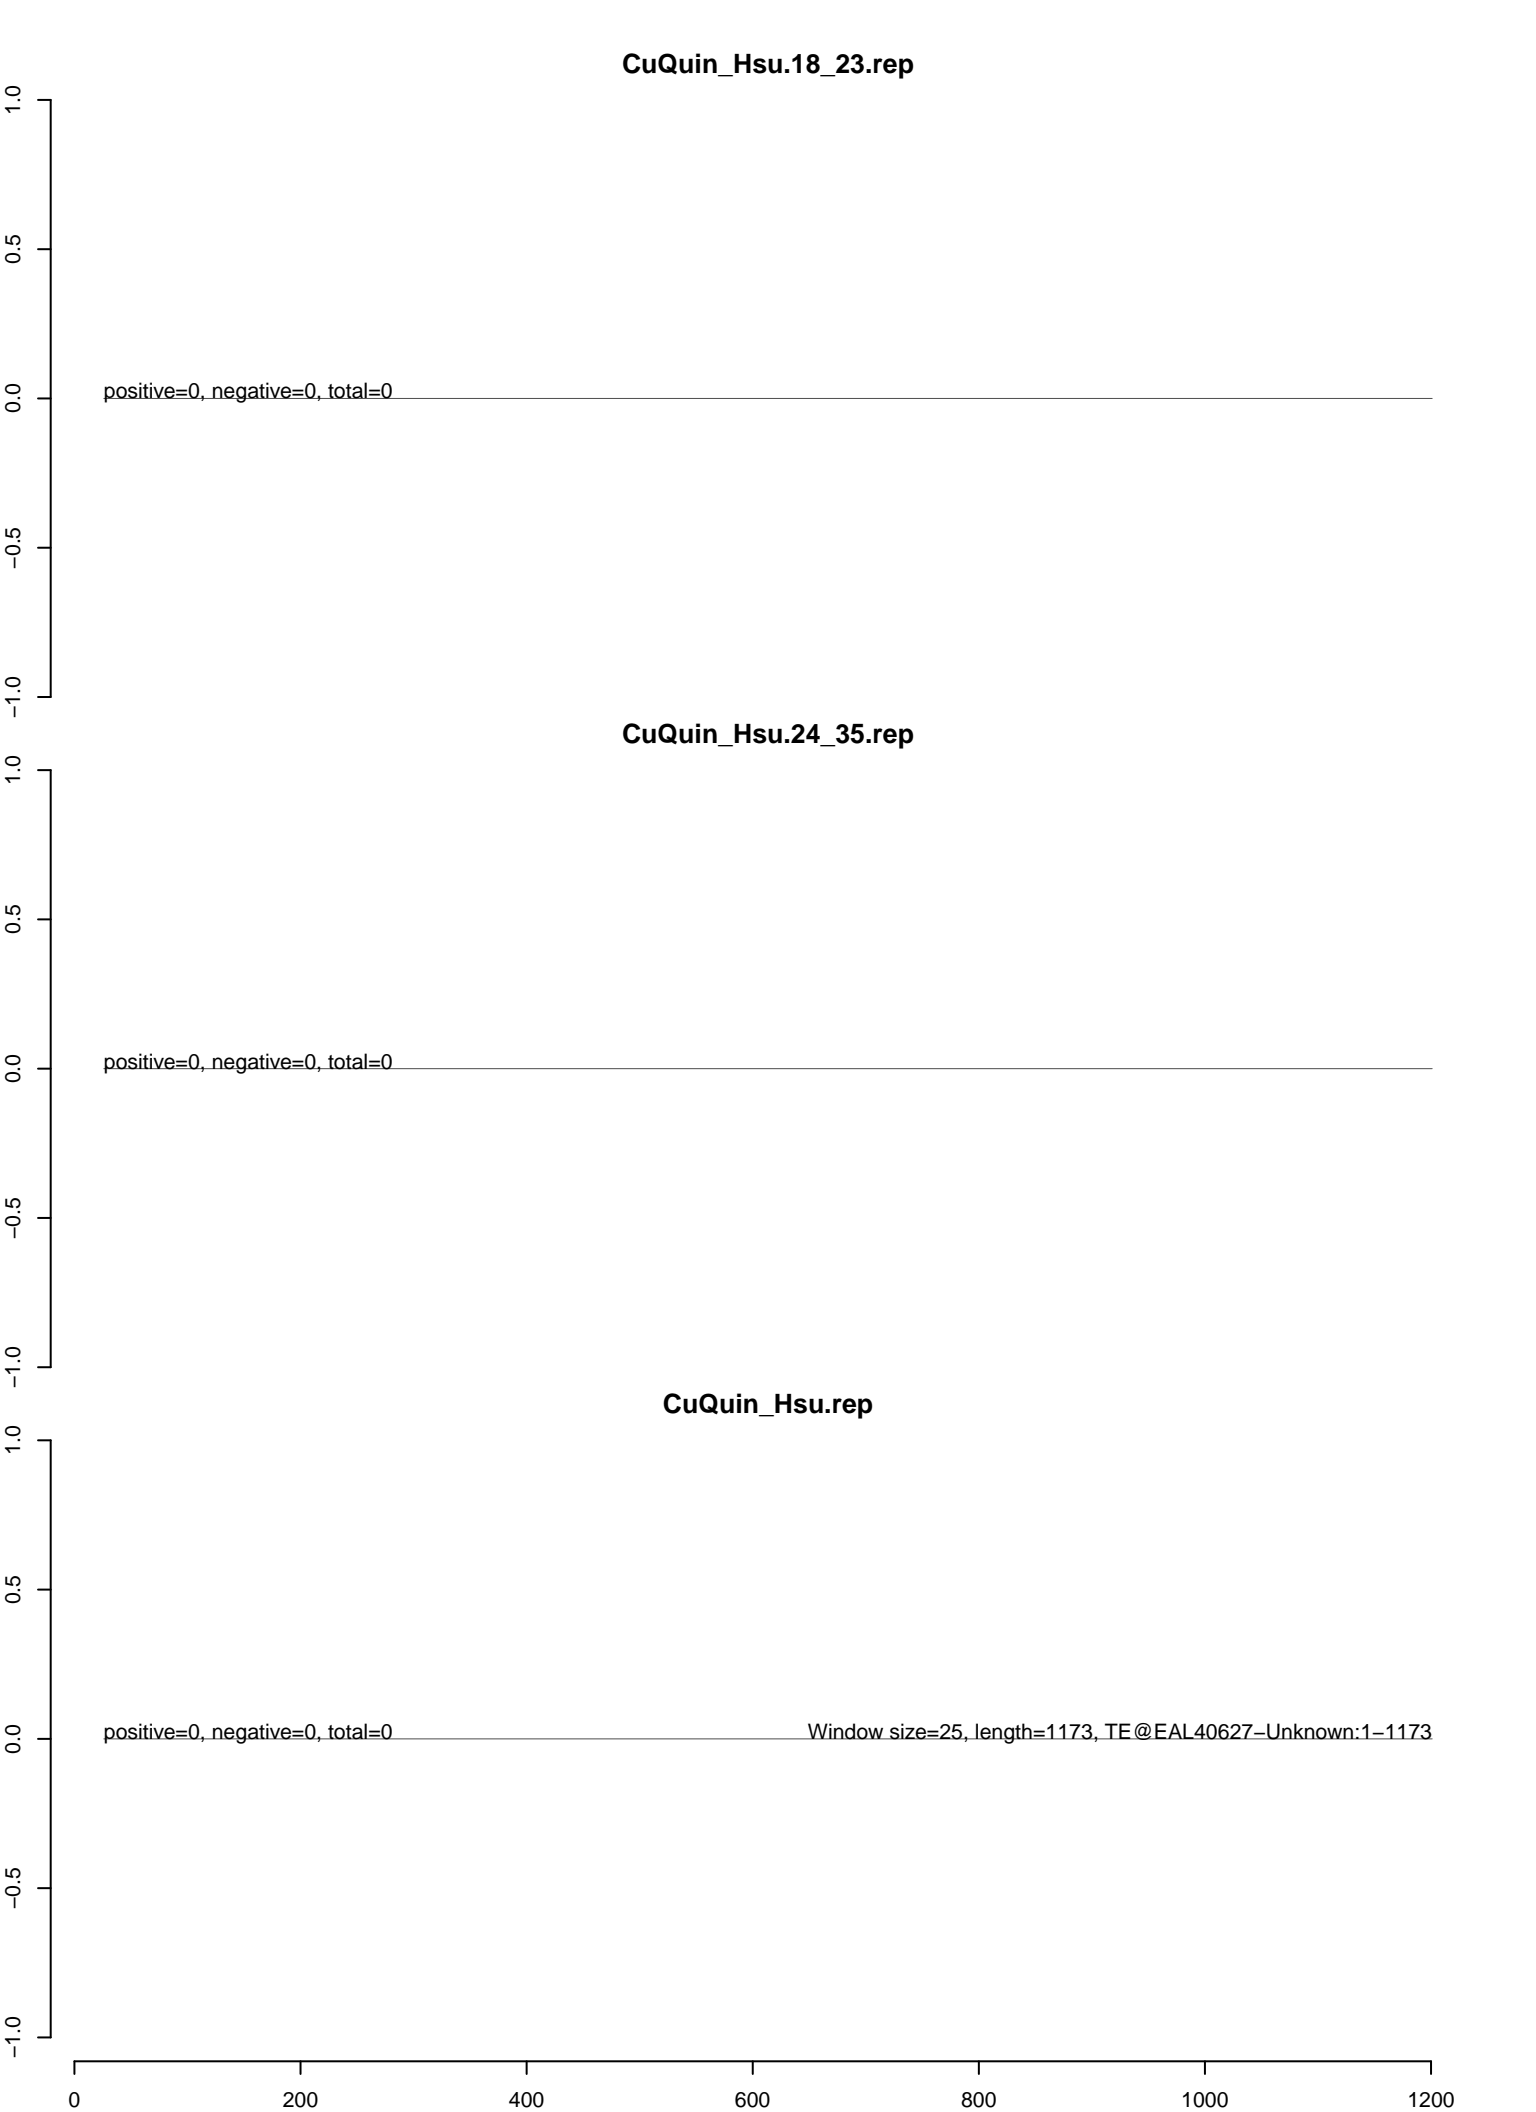 CuQuin_Hsu.18_23.rep
1.0
0.5
0.0
−0.5
−1.0
positive=0, negative=0, total=0
CuQuin_Hsu.24_35.rep
1.0
0.5
0.0
−0.5
−1.0
positive=0, negative=0, total=0
CuQuin_Hsu.rep
1.0
0.5
0.0
−0.5
−1.0
positive=0, negative=0, total=0
Window size=25, length=1173, TE@EAL40627−Unknown:1−1173
0 200 400 600 800 1000 1200